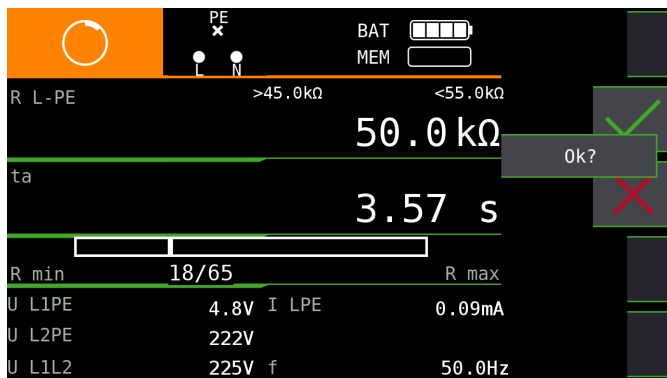 PE
BAT
L N
MEM
R L-PE >45.0kΩ <55.0kΩ
50.0 kΩ
Ok?
ta
3.57 s
R min 18/65 R max
U L1PE 4.8V I LPE 0.09mA
U L2PE 222V
U L1L2 225V f 50.0Hz